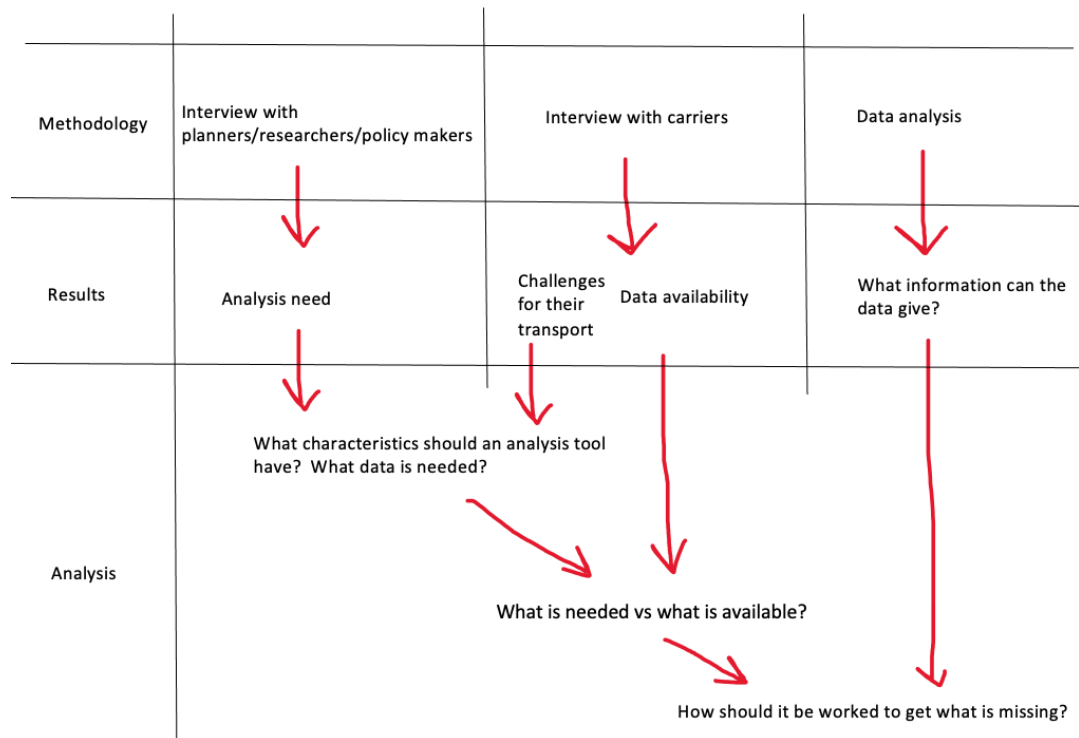 Methodology
Interview with
planners/researchers/policy makers
Interview with carriers
Data analysis
Results
Analysis need
Challenges
for their
transport
Data availability
What information can the
data give?
Analysis
What characteristics should an analysis tool
have?  What data is needed?
What is needed vs what is available?
How should it be worked to get what is missing?